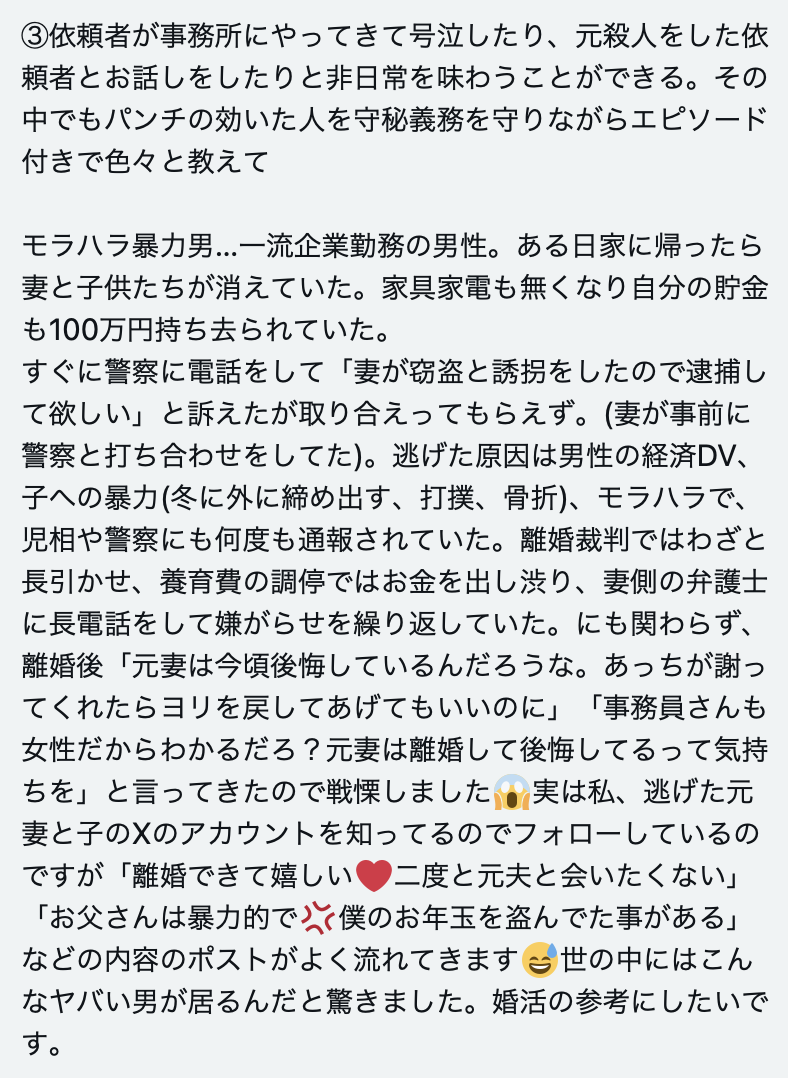 ③依頼者が事務所にやってきて号泣したり、元殺人をした依
頼者とお話しをしたりと非日常を味わうことができる。その
中でもパンチの効いた人を守秘義務を守りながらエピソード
付きで色々と教えて

モラハラ暴力男...一流企業勤務の男性。ある日家に帰ったら
妻と子供たちが消えていた。家具家電も無くなり自分の貯金
も100万円持ち去られていた。
すぐに警察に電話をして「妻が窃盗と誘拐をしたので逮捕し
て欲しい」と訴えたが取り合えってもらえず。(妻が事前に
警察と打ち合わせをしてた)。逃げた原因は男性の経済DV、
子への暴力(冬に外に締め出す、打撲、骨折)、モラハラで、
児相や警察にも何度も通報されていた。離婚裁判ではわざと
長引かせ、養育費の調停ではお金を出し渋り、妻側の弁護士
に長電話をして嫌がらせを繰り返していた。にも関わらず、
離婚後「元妻は今頃後悔しているんだろうな。あっちが謝っ
てくれたらヨリを戻してあげてもいいのに」「事務員さんも
女性だからわかるだろ？元妻は離婚して後悔してるって気持
ちを」と言ってきたので戦慄しました😱実は私、逃げた元
妻と子のXのアカウントを知ってるのでフォローしているの
ですが「離婚できて嬉しい❤️二度と元夫と会いたくない」
「お父さんは暴力的で💢僕のお年玉を盗んでた事がある」
などの内容のポストがよく流れてきます😅世の中にはこん
なヤバい男が居るんだと驚きました。婚活の参考にしたいで
す。